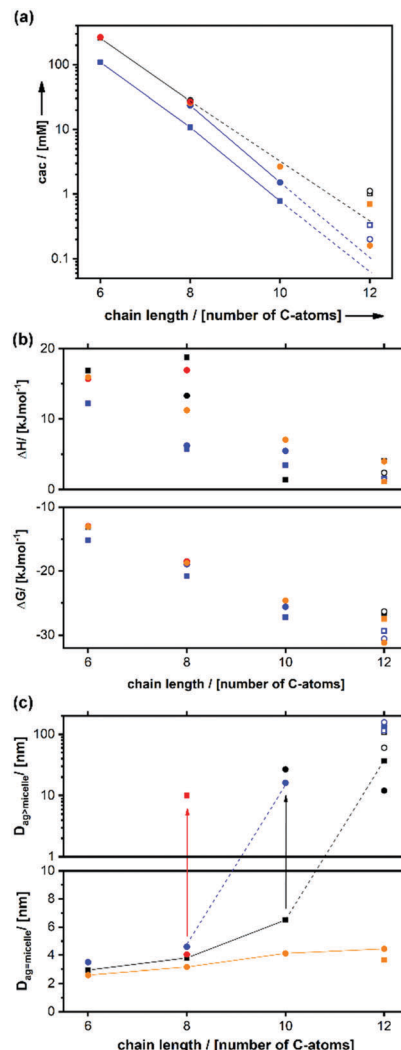 (a)
100
10
1
0.1
cac / [mM]
6 8 10 12
chain length / [number of C-atoms]
(b)
20
10
0
ΔH/ [kJmol⁻¹]
-10
-20
-30
ΔG/ [kJmol⁻¹]
6 8 10 12
chain length / [number of C-atoms]
(c)
100
10
1
D_ag>micelle/ [nm]
10
8
6
4
2
0
D_ag=micelle/ [nm]
6 8 10 12
chain length / [number of C-atoms]